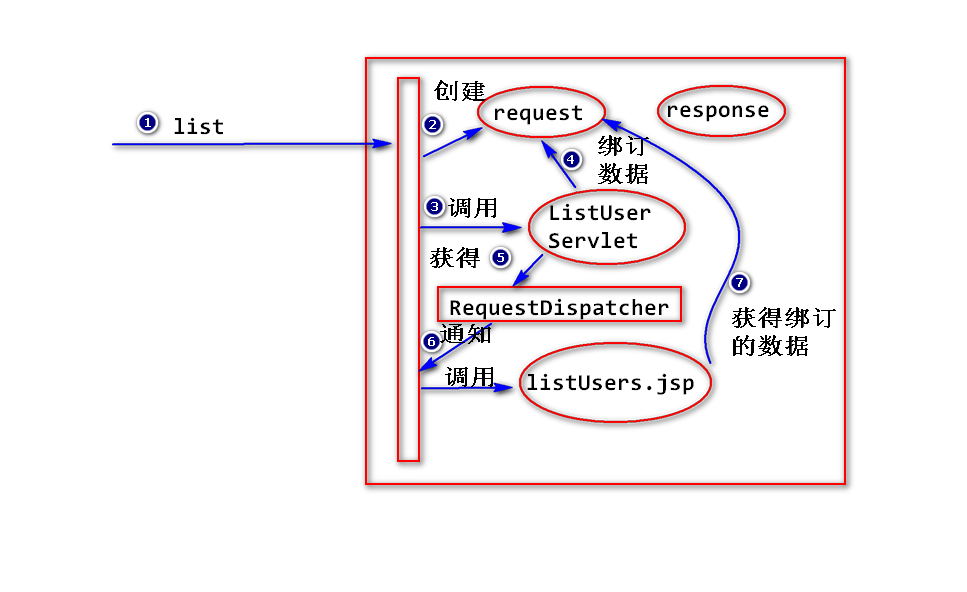 1 list
创建
2
request
response
4 绑订
数据
3 调用
ListUser
Servlet
获得 5
RequestDispatcher
7
6 通知
获得绑订
的数据
调用
listUsers.jsp